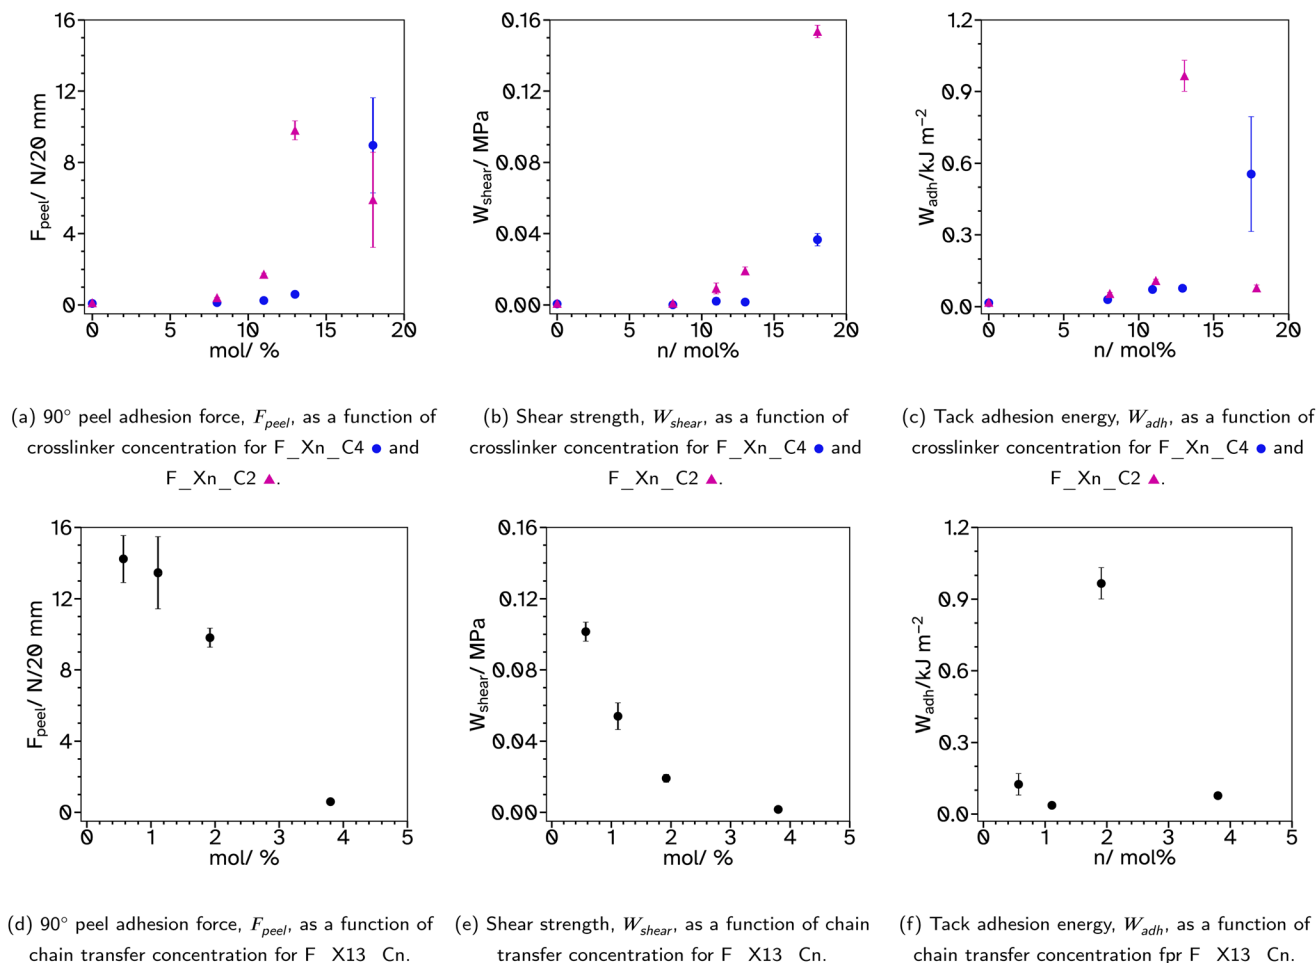 16
12
8
4
0
F_peel/ N/20 mm
0 5 10 15 20
mol/ %
0.16
0.12
0.08
0.04
0.00
W_shear/ MPa
0 5 10 15 20
n/ mol%
1.2
0.9
0.6
0.3
0.0
W_adh/kJ m⁻²
0 5 10 15 20
n/ mol%
(a) 90° peel adhesion force, F_peel, as a function of
crosslinker concentration for F_Xn_C4 ● and
F_Xn_C2 ▲.
(b) Shear strength, W_shear, as a function of
crosslinker concentration for F_Xn_C4 ● and
F_Xn_C2 ▲.
(c) Tack adhesion energy, W_adh, as a function of
crosslinker concentration for F_Xn_C4 ● and
F_Xn_C2 ▲.
16
12
8
4
0
F_peel/ N/20 mm
0 1 2 3 4 5
mol/ %
0.16
0.12
0.08
0.04
0.00
W_shear/ MPa
0 1 2 3 4 5
mol/ %
1.2
0.9
0.6
0.3
0.0
W_adh/kJ m⁻²
0 1 2 3 4 5
n/ mol%
(d) 90° peel adhesion force, F_peel, as a function of
chain transfer concentration for F X13 Cn.
(e) Shear strength, W_shear, as a function of chain
transfer concentration for F X13 Cn.
(f) Tack adhesion energy, W_adh, as a function of
chain transfer concentration fpr F X13 Cn.